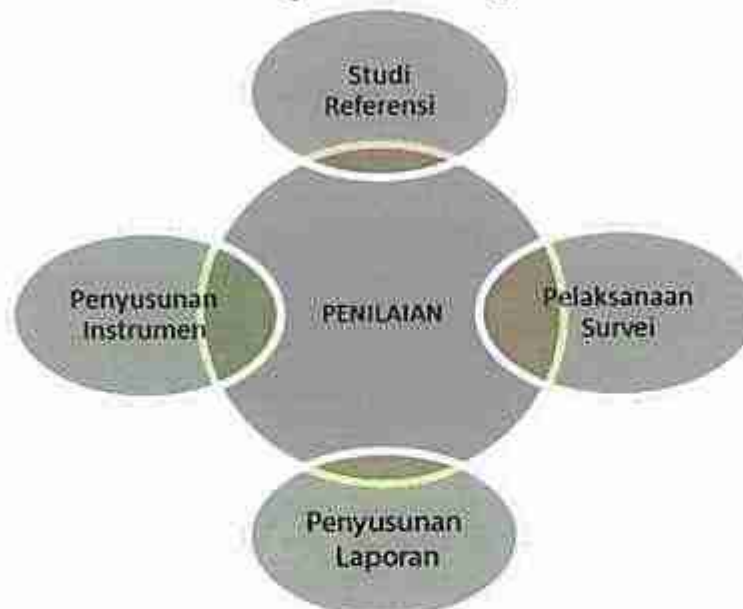 Studi
Referensi
Penyusunan
Instrumen
PENILAIAN
Pelaksanaan
Survei
Penyusunan
Laporan